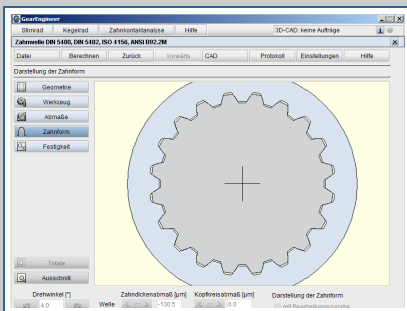 GearEngineer
Stirnrad Kegelrad Zahnkontaktanalyse Hilfe 3D-CAD: keine Aufträge
Zahnwelle DIN 5480, DIN 5482, ISO 4156, ANSI B92.2M
Datei Berechnen Zurück Vorwärts CAD Protokoll Einstellungen Hilfe
Darstellung der Zahnform
Geometrie
Werkzeug
Abmaße
Zahnform
Festigkeit
Totale
Ausschnitt
Drehwinkel [°] Zahndickenabmaß [µm] Kopfkreisabmaß [µm] Darstellung der Zahnform
4.0 Welle -130.5 0.0 mit Bearbeitungszugabe